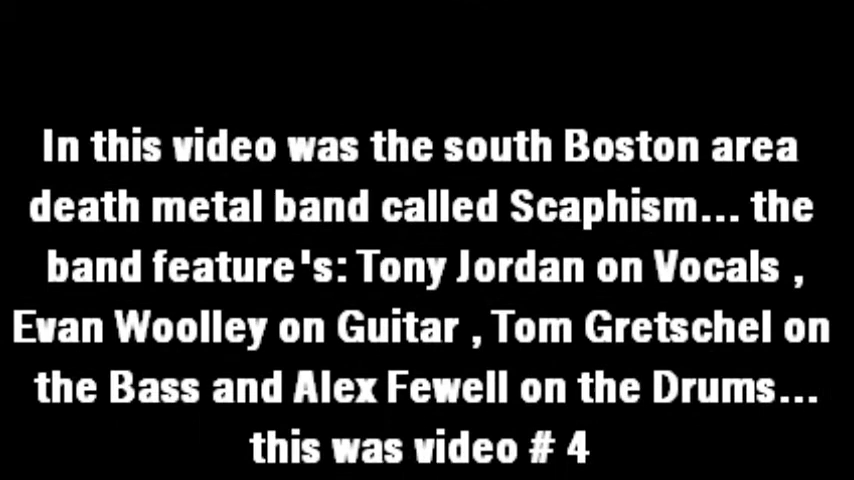 In this video was the south Boston area
death metal band called Scaphism... the
band feature's: Tony Jordan on Vocals ,
Evan Woolley on Guitar , Tom Gretschel on
the Bass and Alex Fewell on the Drums...
this was video # 4